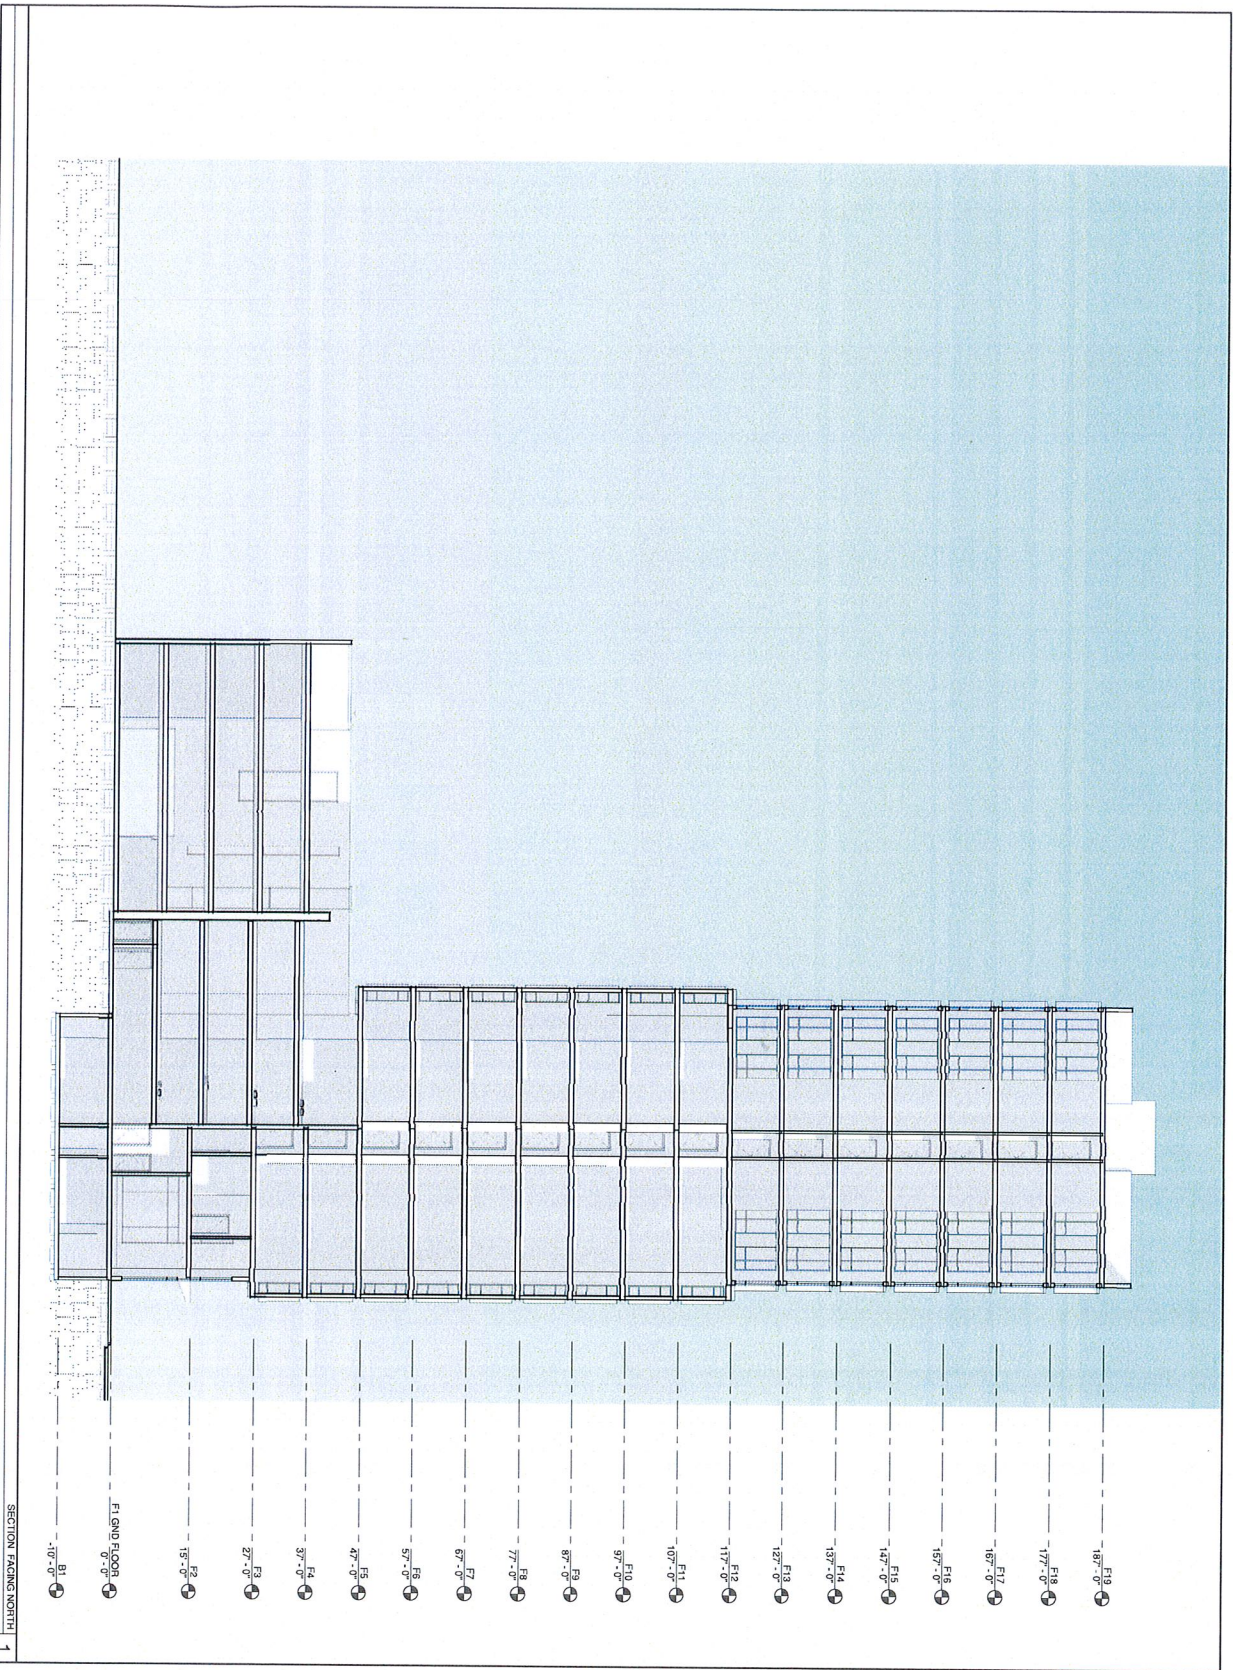 F19
187' - 0"
F18
177' - 0"
F17
167' - 0"
F16
157' - 0"
F15
147' - 0"
F14
137' - 0"
F13
127' - 0"
F12
117' - 0"
F11
107' - 0"
F10
97' - 0"
F9
87' - 0"
F8
77' - 0"
F7
67' - 0"
F6
57' - 0"
F5
47' - 0"
F4
37' - 0"
F3
27' - 0"
F2
15' - 0"
F1 GND FLOOR
0' - 0"
B1
-10' - 0"
SECTION FACING NORTH 1